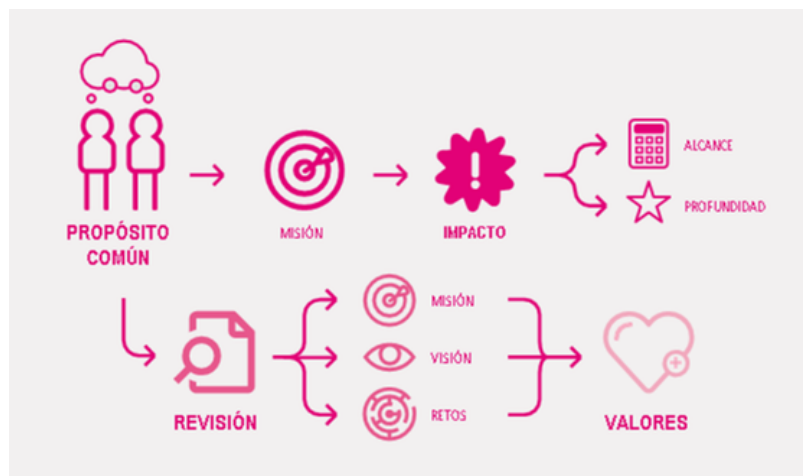 PROPÓSITO
COMÚN
MISIÓN
IMPACTO
ALCANCE
PROFUNDIDAD
REVISIÓN
MISIÓN
VISIÓN
RETOS
VALORES